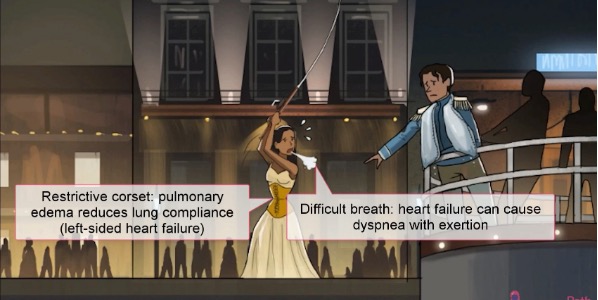 Restrictive corset: pulmonary
edema reduces lung compliance
(left-sided heart failure)
Difficult breath: heart failure can cause
dyspnea with exertion